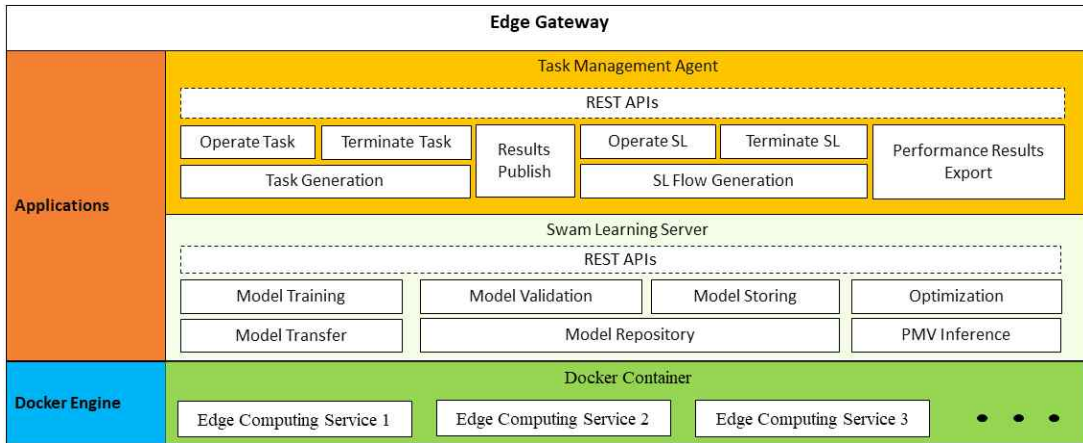 Edge Gateway
Applications
Task Management Agent
REST APIs
Operate Task
Terminate Task
Results
Publish
Operate SL
Terminate SL
Performance Results
Export
Task Generation
SL Flow Generation
Swam Learning Server
REST APIs
Model Training
Model Validation
Model Storing
Optimization
Model Transfer
Model Repository
PMV Inference
Docker Engine
Docker Container
Edge Computing Service 1
Edge Computing Service 2
Edge Computing Service 3
• • •